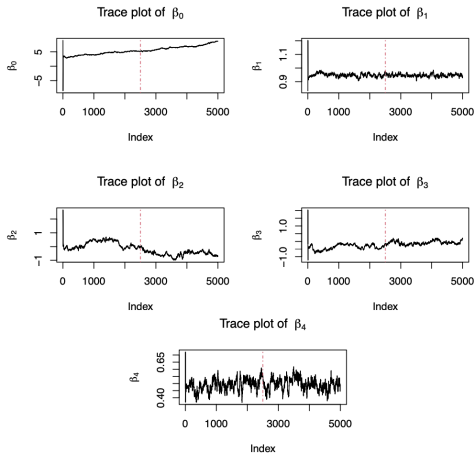 Trace plot of β0
Trace plot of β1
β0
−5 5
0 1000 3000 5000
Index
β1
0.9 1.1
0 1000 3000 5000
Index
Trace plot of β2
Trace plot of β3
β2
−1 1
0 1000 3000 5000
Index
β3
−1.0 1.0
0 1000 3000 5000
Index
Trace plot of β4
β4
0.40 0.65
0 1000 3000 5000
Index